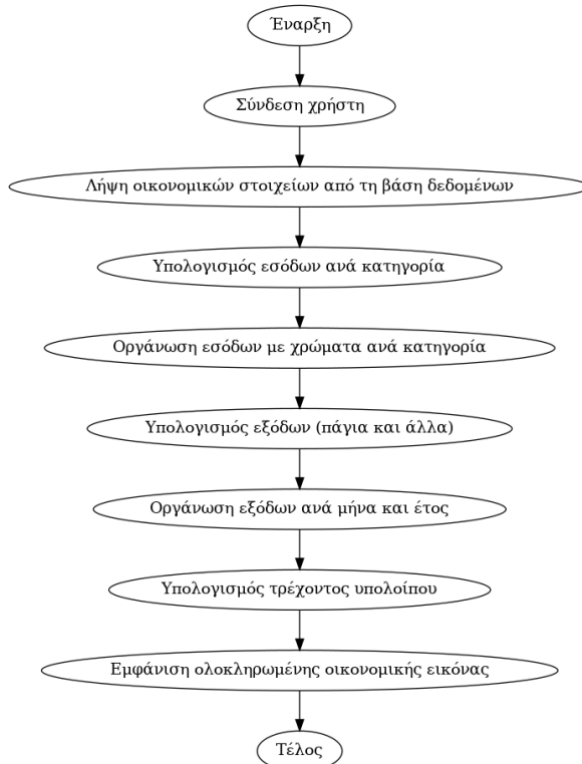 Έναρξη
Σύνδεση χρήστη
Λήψη οικονομικών στοιχείων από τη βάση δεδομένων
Υπολογισμός εσόδων ανά κατηγορία
Οργάνωση εσόδων με χρώματα ανά κατηγορία
Υπολογισμός εξόδων (πάγια και άλλα)
Οργάνωση εξόδων ανά μήνα και έτος
Υπολογισμός τρέχοντος υπολοίπου
Εμφάνιση ολοκληρωμένης οικονομικής εικόνας
Τέλος